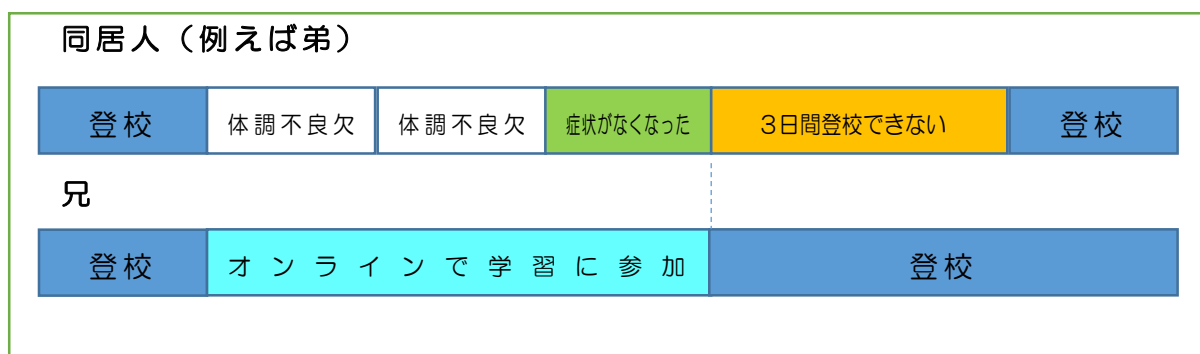 同居人（例えば弟）
登校 体調不良欠 体調不良欠 症状がなくなった ３日間登校できない 登校
兄
登校 オンラインで学習に参加 登校